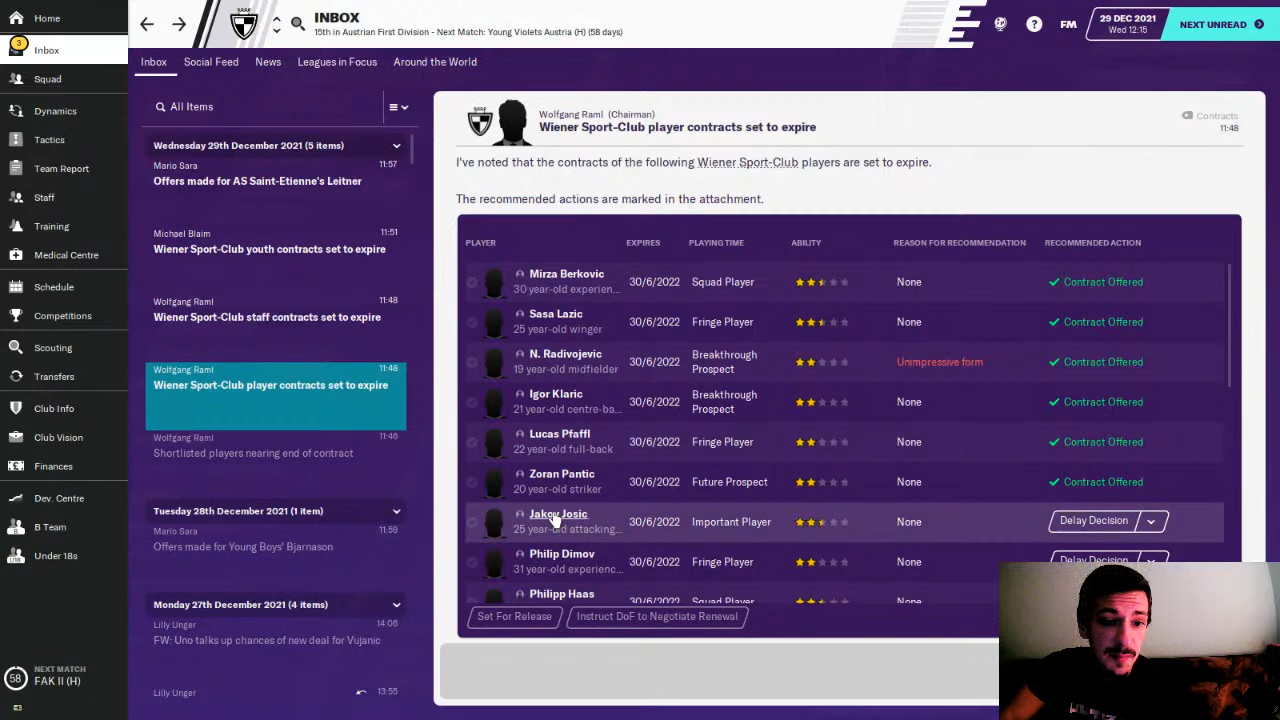 Home
INBOX
15th in Austrian First Division - Next Match: Young Violets Austria (H) (58 days)
FM
29 DEC 2021
Wed 12:15
NEXT UNREAD
3
Inbox
Squad
Dynamics
Tactics
Team Report
Staff
Training
Medical Centre
Schedule
Competitions
Scouting
Transfers
Club Info
Club Vision
Finances
Dev. Centre
B Team
Under 18s
58
NEXT MATCH
FAK II (H)
Inbox
Social Feed
News
Leagues in Focus
Around the World
All Items
Wednesday 29th December 2021 (5 items)
Mario Sara 11:57
Offers made for AS Saint-Etienne's Leitner
Michael Blaim 11:51
Wiener Sport-Club youth contracts set to expire
Wolfgang Raml 11:48
Wiener Sport-Club staff contracts set to expire
Wolfgang Raml 11:48
Wiener Sport-Club player contracts set to expire
Wolfgang Raml 11:46
Shortlisted players nearing end of contract
Tuesday 28th December 2021 (1 item)
Mario Sara 11:59
Offers made for Young Boys' Bjarnason
Monday 27th December 2021 (4 items)
Lilly Unger 14:06
FW: Uno talks up chances of new deal for Vujanic
Lilly Unger 13:55
Wolfgang Raml (Chairman)
Wiener Sport-Club player contracts set to expire
Contracts
11:48
I've noted that the contracts of the following Wiener Sport-Club players are set to expire.
The recommended actions are marked in the attachment.
PLAYER EXPIRES PLAYING TIME ABILITY REASON FOR RECOMMENDATION RECOMMENDED ACTION
Mirza Berkovic
30 year-old experien... 30/6/2022 Squad Player None Contract Offered
Sasa Lazic
25 year-old winger 30/6/2022 Fringe Player None Contract Offered
N. Radivojevic
19 year-old midfielder 30/6/2022 Breakthrough Prospect Unimpressive form Contract Offered
Igor Klaric
21 year-old centre-ba... 30/6/2022 Breakthrough Prospect None Contract Offered
Lucas Pfaffl
22 year-old full-back 30/6/2022 Fringe Player None Contract Offered
Zoran Pantic
20 year-old striker 30/6/2022 Future Prospect None Contract Offered
Jakov Josic
25 year-old attacking... 30/6/2022 Important Player None Delay Decision
Philip Dimov
31 year-old experienc... 30/6/2022 Fringe Player None Delay Decision
Philipp Haas
30/6/2022 Squad Player None
Set For Release
Instruct DoF to Negotiate Renewal